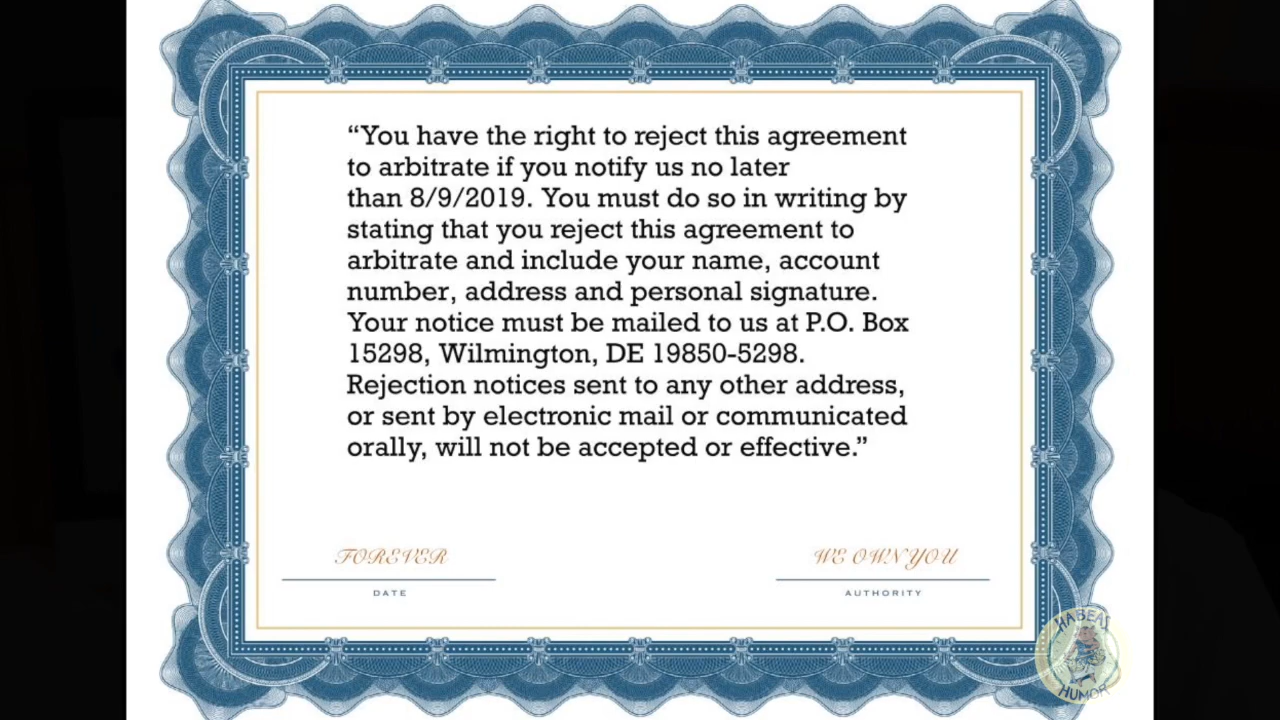 “You have the right to reject this agreement
to arbitrate if you notify us no later
than 8/9/2019. You must do so in writing by
stating that you reject this agreement to
arbitrate and include your name, account
number, address and personal signature.
Your notice must be mailed to us at P.O. Box
15298, Wilmington, DE 19850-5298.
Rejection notices sent to any other address,
or sent by electronic mail or communicated
orally, will not be accepted or effective.”
FOREVER
WE OWN YOU
DATE
AUTHORITY
HABEAS
HUMOR